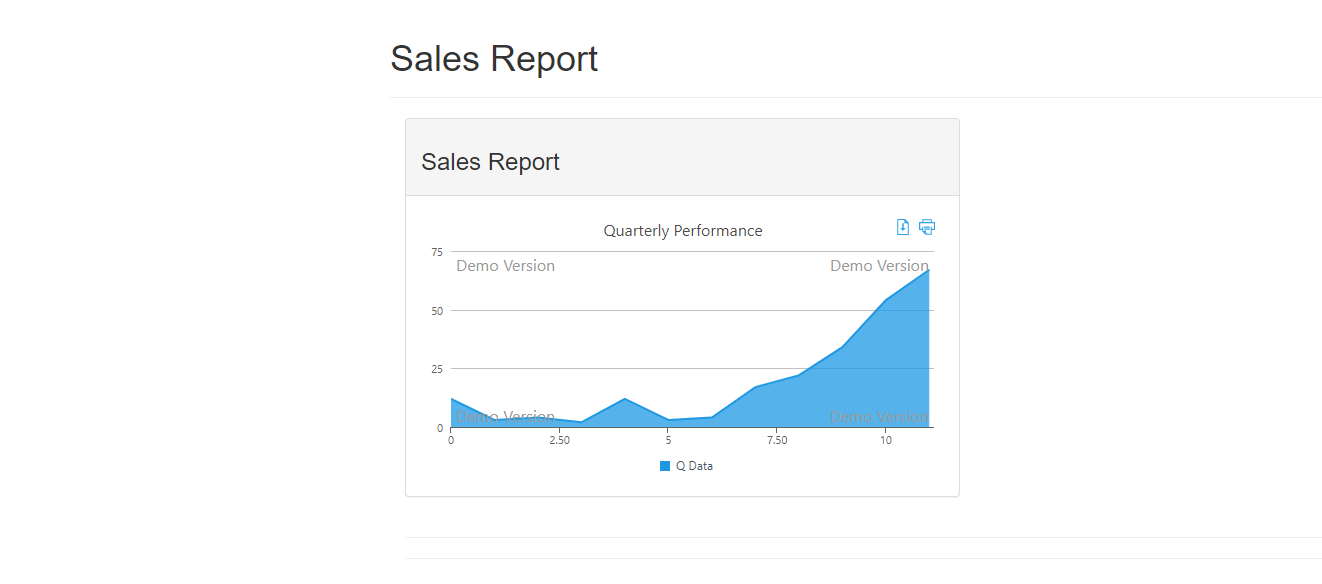 Sales Report
Sales Report
Quarterly Performance
75
Demo Version Demo Version
50
25
Demo Version Demo Version
0
0 2.50 5 7.50 10
Q Data